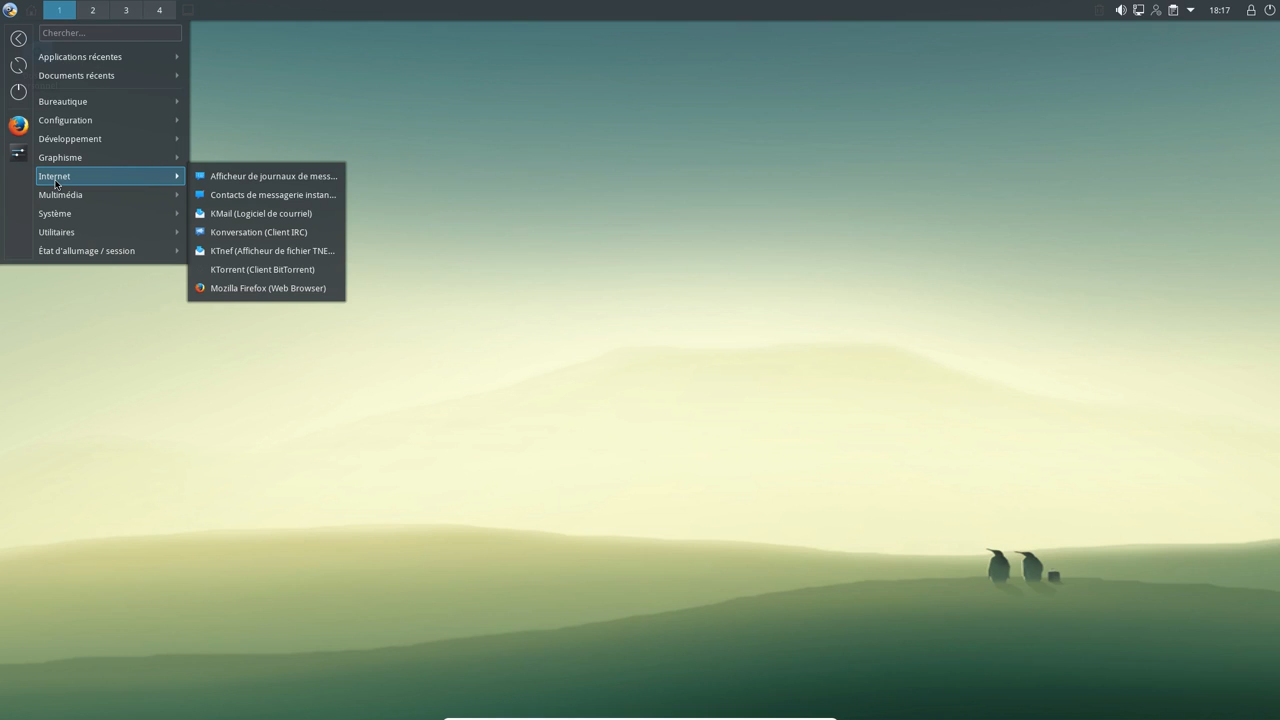 1 2 3 4
18:17
Chercher...
Applications récentes
Documents récents
Bureautique
Configuration
Développement
Graphisme
Internet
Multimédia
Système
Utilitaires
État d'allumage / session
Afficheur de journaux de mess...
Contacts de messagerie instan...
KMail (Logiciel de courriel)
Konversation (Client IRC)
KTnef (Afficheur de fichier TNE...
KTorrent (Client BitTorrent)
Mozilla Firefox (Web Browser)